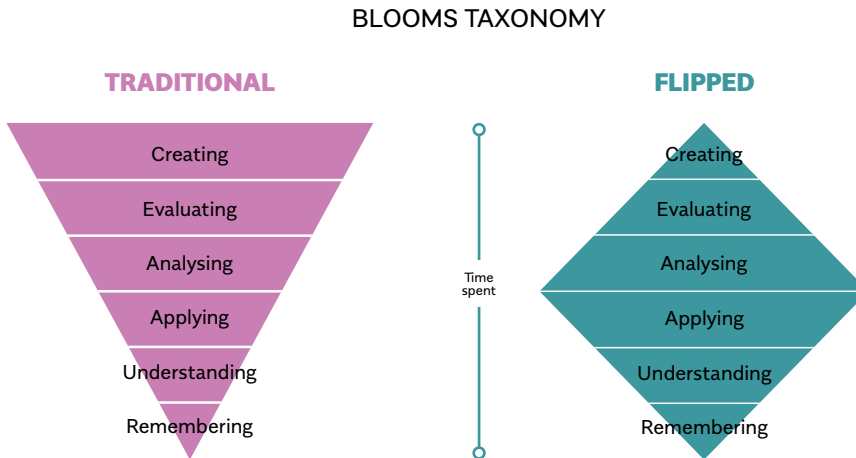 BLOOMS TAXONOMY
TRADITIONAL
Creating
Evaluating
Analysing
Applying
Understanding
Remembering
Time
spent
FLIPPED
Creating
Evaluating
Analysing
Applying
Understanding
Remembering